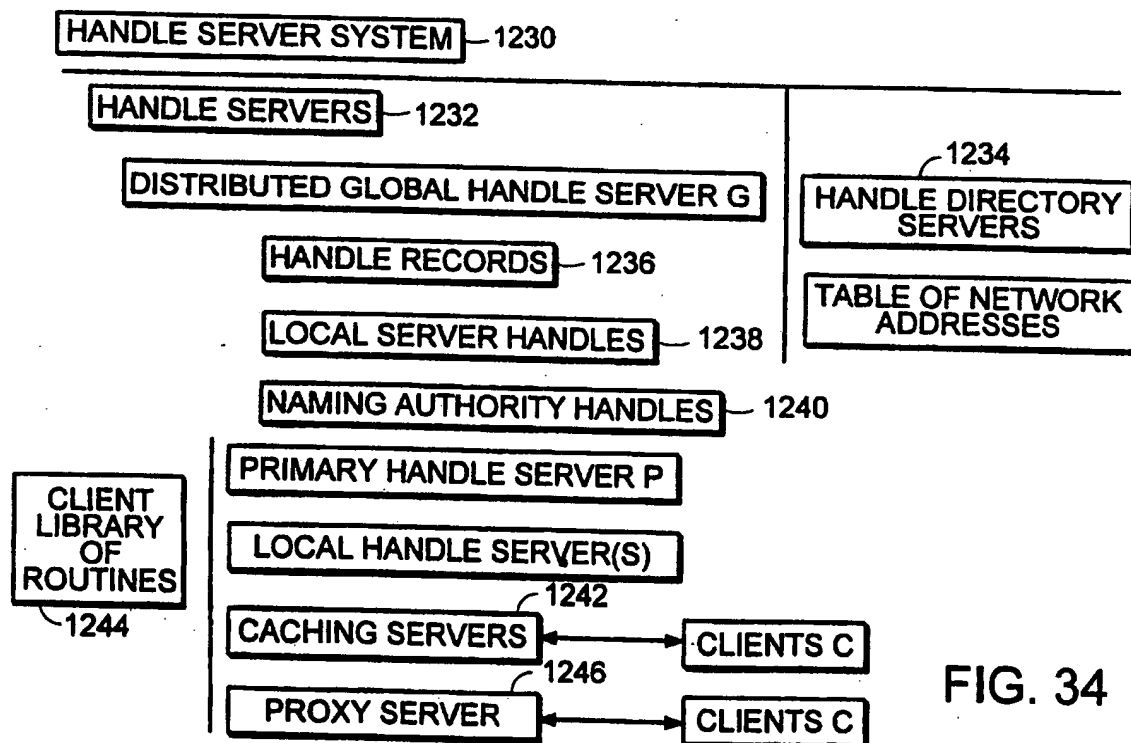 HANDLE SERVER SYSTEM 1230
HANDLE SERVERS 1232
DISTRIBUTED GLOBAL HANDLE SERVER G
1234
HANDLE DIRECTORY
SERVERS
HANDLE RECORDS 1236
TABLE OF NETWORK
ADDRESSES
LOCAL SERVER HANDLES 1238
NAMING AUTHORITY HANDLES 1240
CLIENT
LIBRARY
OF
ROUTINES
1244
PRIMARY HANDLE SERVER P
LOCAL HANDLE SERVER(S)
1242
CACHING SERVERS
CLIENTS C
1246
PROXY SERVER
CLIENTS C
FIG. 34